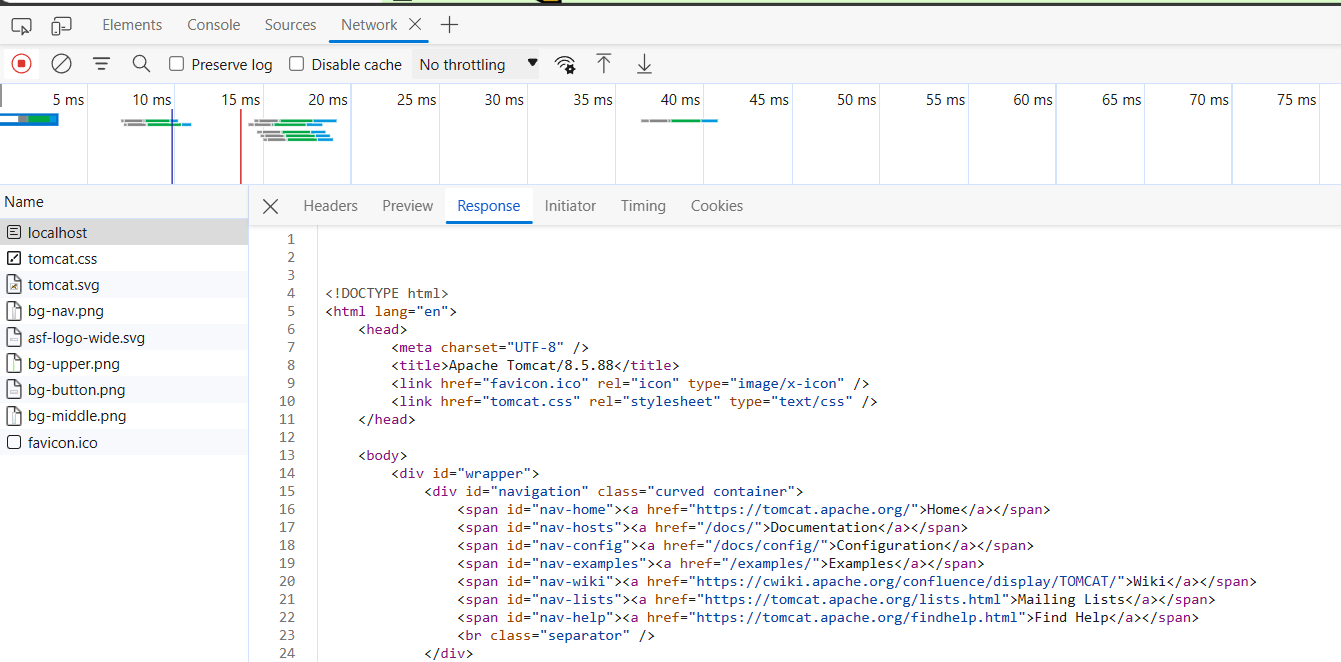 Elements Console Sources Network
Preserve log Disable cache No throttling
5 ms 10 ms 15 ms 20 ms 25 ms 30 ms 35 ms 40 ms 45 ms 50 ms 55 ms 60 ms 65 ms 70 ms 75 ms
Name
localhost
tomcat.css
tomcat.svg
bg-nav.png
asf-logo-wide.svg
bg-upper.png
bg-button.png
bg-middle.png
favicon.ico
Headers Preview Response Initiator Timing Cookies
1
2
3
4 <!DOCTYPE html>
5 <html lang="en">
6 <head>
7 <meta charset="UTF-8" />
8 <title>Apache Tomcat/8.5.88</title>
9 <link href="favicon.ico" rel="icon" type="image/x-icon" />
10 <link href="tomcat.css" rel="stylesheet" type="text/css" />
11 </head>
12
13 <body>
14 <div id="wrapper">
15 <div id="navigation" class="curved container">
16 <span id="nav-home"><a href="https://tomcat.apache.org/">Home</a></span>
17 <span id="nav-hosts"><a href="/docs/">Documentation</a></span>
18 <span id="nav-config"><a href="/docs/config/">Configuration</a></span>
19 <span id="nav-examples"><a href="/examples/">Examples</a></span>
20 <span id="nav-wiki"><a href="https://cwiki.apache.org/confluence/display/TOMCAT/">Wiki</a></span>
21 <span id="nav-lists"><a href="https://tomcat.apache.org/lists.html">Mailing Lists</a></span>
22 <span id="nav-help"><a href="https://tomcat.apache.org/findhelp.html">Find Help</a></span>
23 <br class="separator" />
24 </div>